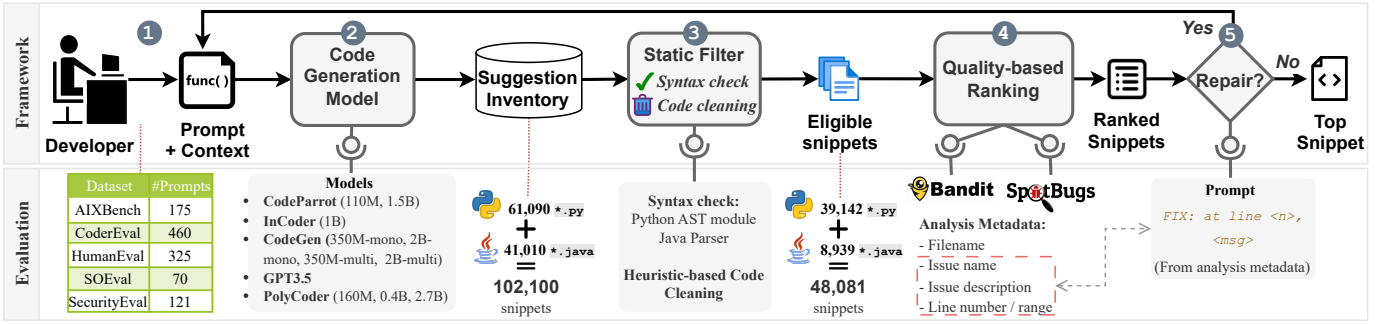 Framework
1
2
3
4
5
Yes
func( )
Code
Generation
Model
Suggestion
Inventory
Static Filter
Syntax check
Code cleaning
Quality-based
Ranking
Repair?
No
Developer
Prompt
+ Context
Eligible
snippets
Ranked
Snippets
Top
Snippet
Evaluation
Dataset #Prompts
AIXBench 175
CoderEval 460
HumanEval 325
SOEval 70
SecurityEval 121
Models
• CodeParrot (110M, 1.5B)
• InCoder (1B)
• CodeGen (350M-mono, 2B-
mono, 350M-multi, 2B-multi)
• GPT3.5
• PolyCoder (160M, 0.4B, 2.7B)
61,090 *.py
+
41,010 *.java
=
102,100
snippets
Syntax check:
Python AST module
Java Parser
Heuristic-based Code
Cleaning
39,142 *.py
+
8,939 *.java
=
48,081
snippets
Bandit
SpotBugs
Analysis Metadata:
- Filename
- Issue name
- Issue description
- Line number / range
Prompt
FIX: at line <n>,
<msg>
(From analysis metadata)